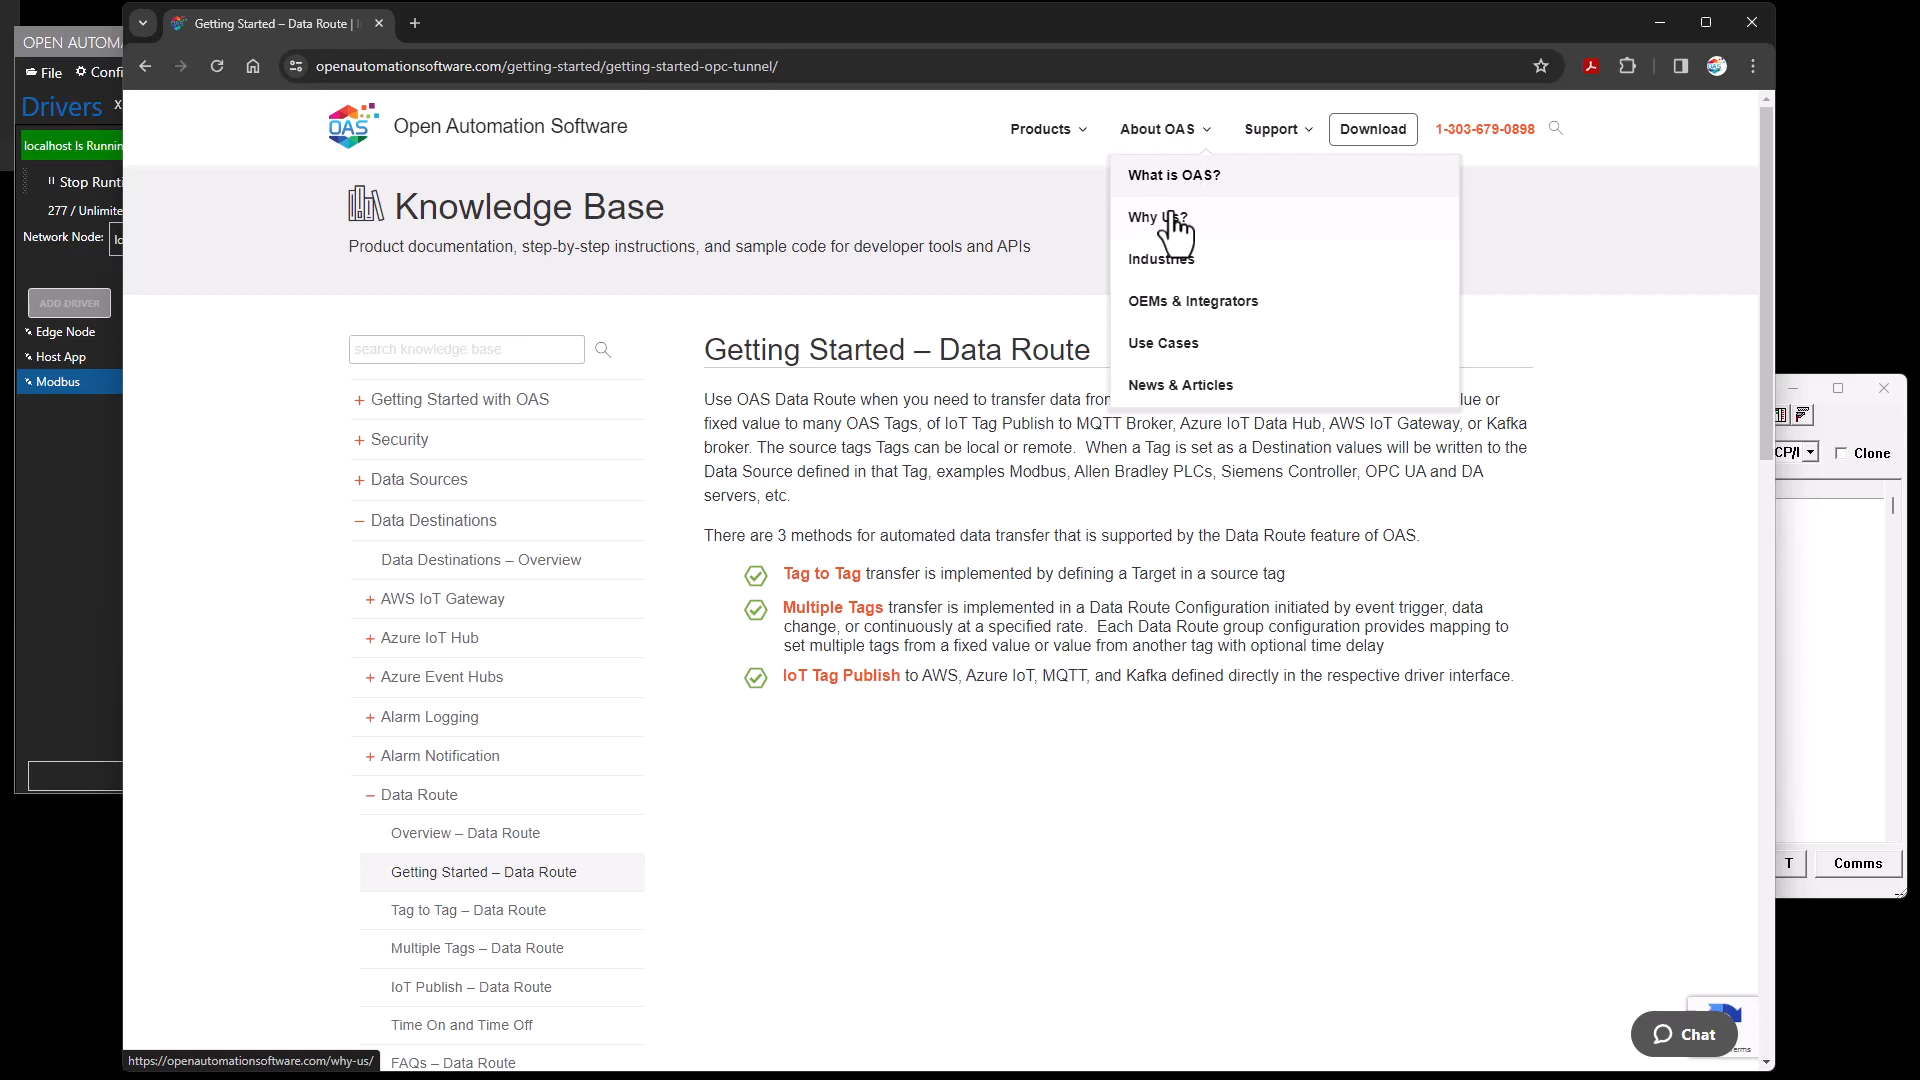 OPEN AUTOMA
File
Confi
Drivers
X
localhost Is Runnin
Stop Runti
277 / Unlimite
Network Node:
lo
ADD DRIVER
Edge Node
Host App
Modbus
Getting Started – Data Route |
openautomationsoftware.com/getting-started/getting-started-opc-tunnel/
OAS
Open Automation Software
Products
About OAS
Support
Download
1-303-679-0898
What is OAS?
Why Us?
Industries
OEMs & Integrators
Use Cases
News & Articles
Knowledge Base
Product documentation, step-by-step instructions, and sample code for developer tools and APIs
search knowledge base
Getting Started with OAS
Security
Data Sources
Data Destinations
Data Destinations – Overview
AWS IoT Gateway
Azure IoT Hub
Azure Event Hubs
Alarm Logging
Alarm Notification
Data Route
Overview – Data Route
Getting Started – Data Route
Tag to Tag – Data Route
Multiple Tags – Data Route
IoT Publish – Data Route
Time On and Time Off
FAQs – Data Route
Getting Started – Data Route
Use OAS Data Route when you need to transfer data fror lue or
fixed value to many OAS Tags, of IoT Tag Publish to MQTT Broker, Azure IoT Data Hub, AWS IoT Gateway, or Kafka
broker. The source tags Tags can be local or remote. When a Tag is set as a Destination values will be written to the
Data Source defined in that Tag, examples Modbus, Allen Bradley PLCs, Siemens Controller, OPC UA and DA
servers, etc.
There are 3 methods for automated data transfer that is supported by the Data Route feature of OAS.
Tag to Tag transfer is implemented by defining a Target in a source tag
Multiple Tags transfer is implemented in a Data Route Configuration initiated by event trigger, data
change, or continuously at a specified rate. Each Data Route group configuration provides mapping to
set multiple tags from a fixed value or value from another tag with optional time delay
IoT Tag Publish to AWS, Azure IoT, MQTT, and Kafka defined directly in the respective driver interface.
CP/I
Clone
T
Comms
Chat
erms
https://openautomationsoftware.com/why-us/